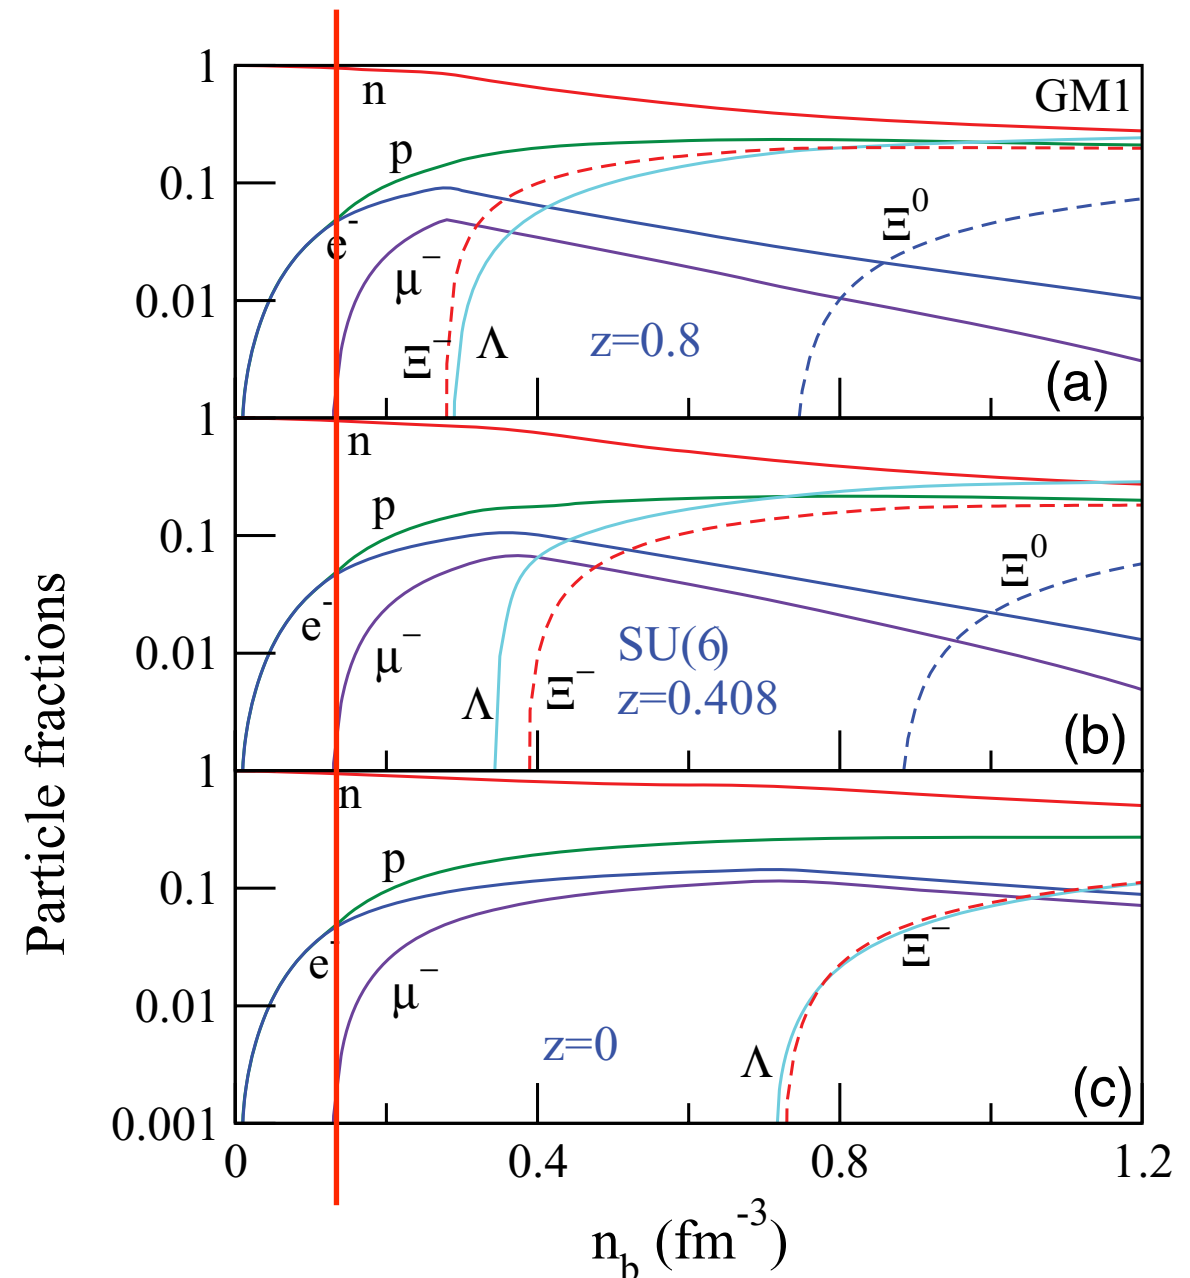 1
n
GM1
p
0.1
Ξ⁰
e⁻
μ⁻
0.01
Ξ⁻
Λ
z=0.8
(a)
1
n
p
0.1
Ξ⁰
e⁻
μ⁻
0.01
SU(6)
Λ
Ξ⁻
z=0.408
(b)
1
n
p
0.1
e⁻
μ⁻
Ξ⁻
0.01
z=0
Λ
(c)
0.001
0 0.4 0.8 1.2
n_b (fm⁻³)
Particle fractions